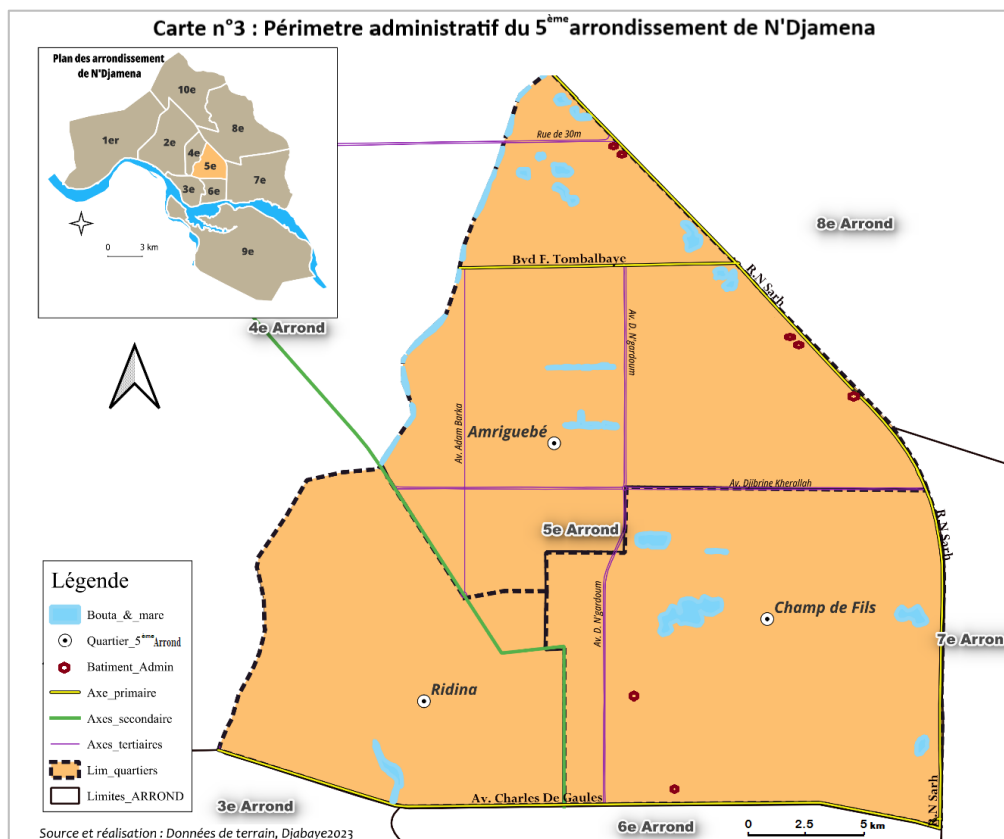 Carte n°3 : Périmetre administratif du 5ème arrondissement de N'Djamena
Plan des arrondissement
de N'Djamena
10e
1er
2e
8e
4e
5e
7e
3e
6e
9e
0 3 km
Rue de 30m
8e Arrond
Bvd F. Tombalbaye
R.N Sarh
4e Arrond
Av. D. N'gardoum
Av. Adam Barka
Amriguebé
Av. Djibrine Kherallah
5e Arrond
R.N Sarh
Légende
Bouta_&_marc
Quartier_5èmeArrond
Batiment_Admin
Axe_primaire
Axes_secondaire
Axes_tertiaires
Lim_quartiers
Limites_ARROND
Av. D. N'gardoum
Champ de Fils
7e Arrond
Ridina
R.N Sarh
3e Arrond
Av. Charles De Gaules
6e Arrond
0 2.5 5 km
Source et réalisation : Données de terrain, Djabaye2023